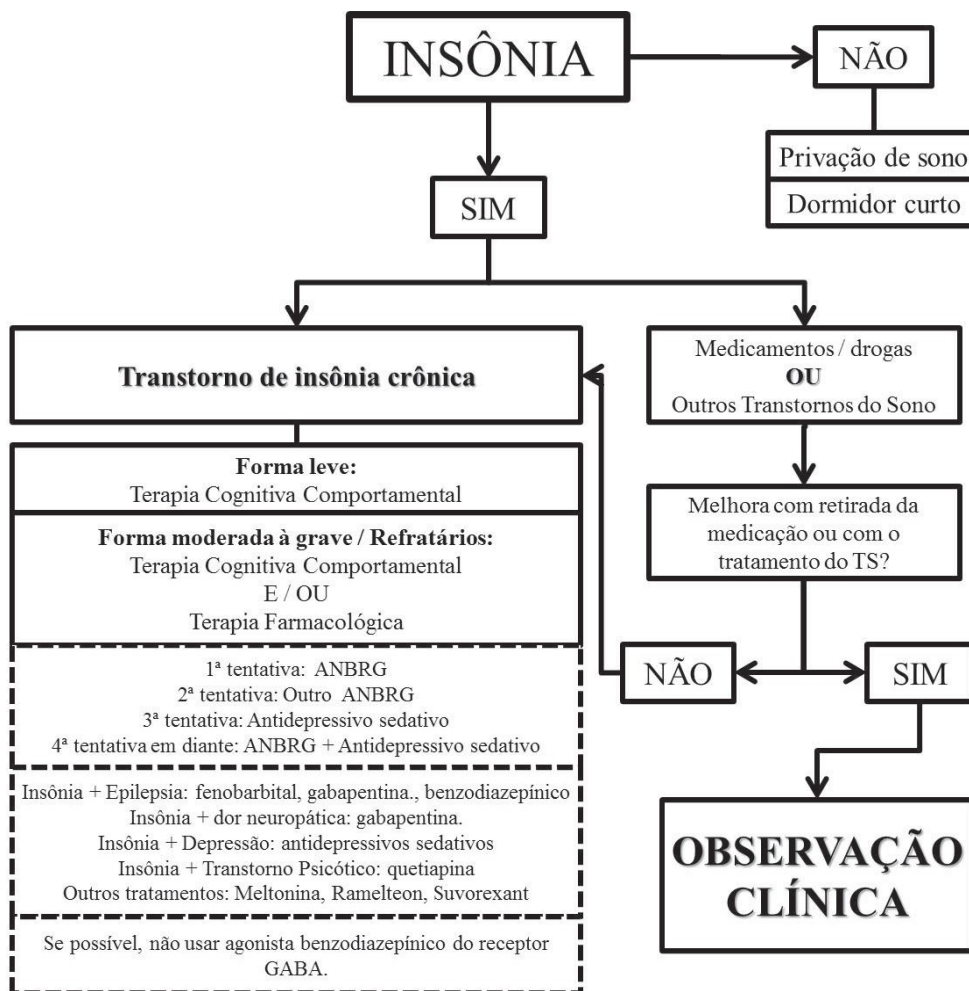 INSÔNIA
NÃO
Privação de sono
Dormidor curto
SIM
Transtorno de insônia crônica
Forma leve:
Terapia Cognitiva Comportamental
Forma moderada à grave / Refratários:
Terapia Cognitiva Comportamental
E / OU
Terapia Farmacológica
1ª tentativa: ANBRG
2ª tentativa: Outro ANBRG
3ª tentativa: Antidepressivo sedativo
4ª tentativa em diante: ANBRG + Antidepressivo sedativo
Insônia + Epilepsia: fenobarbital, gabapentina., benzodiazepínico
Insônia + dor neuropática: gabapentina.
Insônia + Depressão: antidepressivos sedativos
Insônia + Transtorno Psicótico: quetiapina
Outros tratamentos: Meltonina, Ramelteon, Suvorexant
Se possível, não usar agonista benzodiazepínico do receptor
GABA.
Medicamentos / drogas
OU
Outros Transtornos do Sono
Melhora com retirada da
medicação ou com o
tratamento do TS?
NÃO
SIM
OBSERVAÇÃO
CLÍNICA